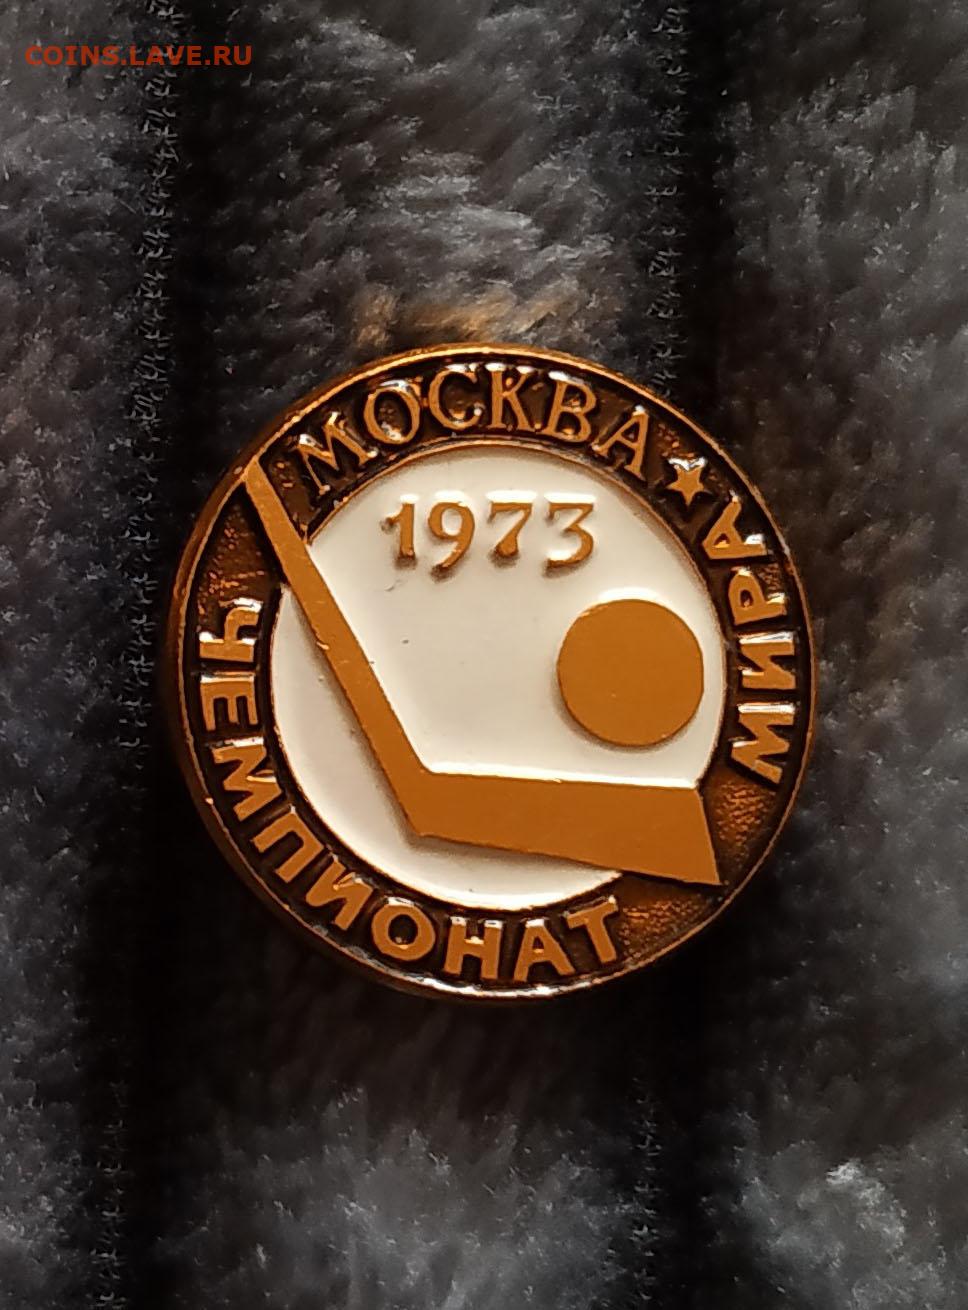 COINS.LAVE.RU
МОСКВА
1973
ЧЕМПИОНАТ
МИРА